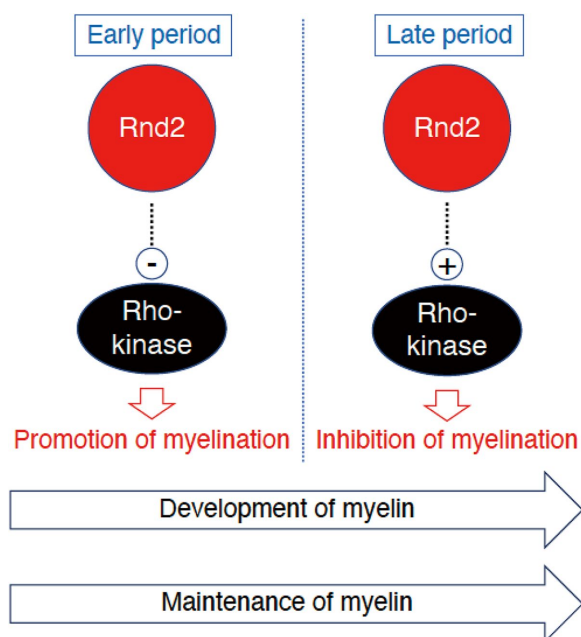 Early period
Late period
Rnd2
Rnd2
-
+
Rho-
kinase
Rho-
kinase
Promotion of myelination
Inhibition of myelination
Development of myelin
Maintenance of myelin